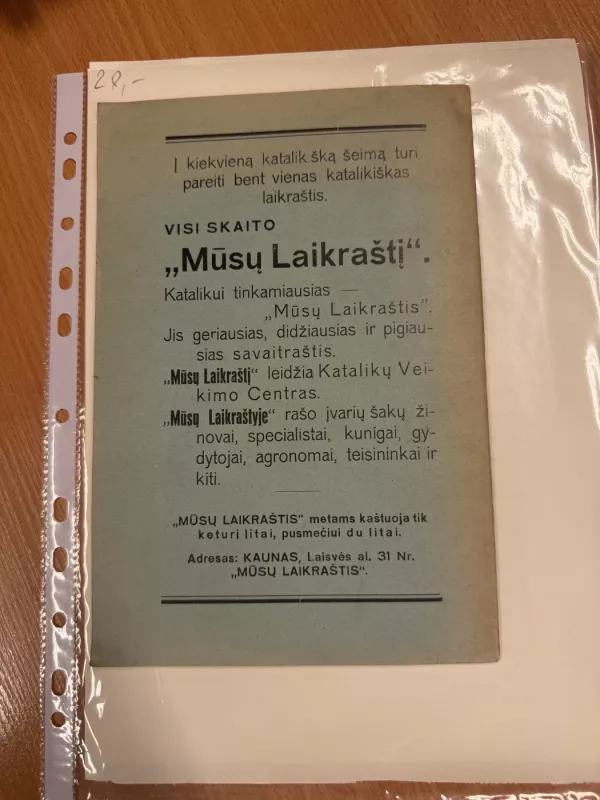 28,-
Į kiekvieną katalikišką šeimą turi
pareiti bent vienas katalikiškas
laikraštis.
VISI SKAITO
„Mūsų Laikraštį“.
Katalikui tinkamiausias —
„Mūsų Laikraštis“.
Jis geriausias, didžiausias ir pigiau-
sias savaitraštis.
„Mūsų Laikraštį“ leidžia Katalikų Vei-
kimo Centras.
„Mūsų Laikraštyje“ rašo įvarių šakų ži-
novai, specialistai, kunigai, gy-
dytojai, agronomai, teisininkai ir
kiti.
„MŪSŲ LAIKRAŠTIS“ metams kaštuoja tik
keturi litai, pusmečiui du litai.
Adresas: KAUNAS, Laisvės al. 31 Nr.
„MŪSŲ LAIKRAŠTIS“.